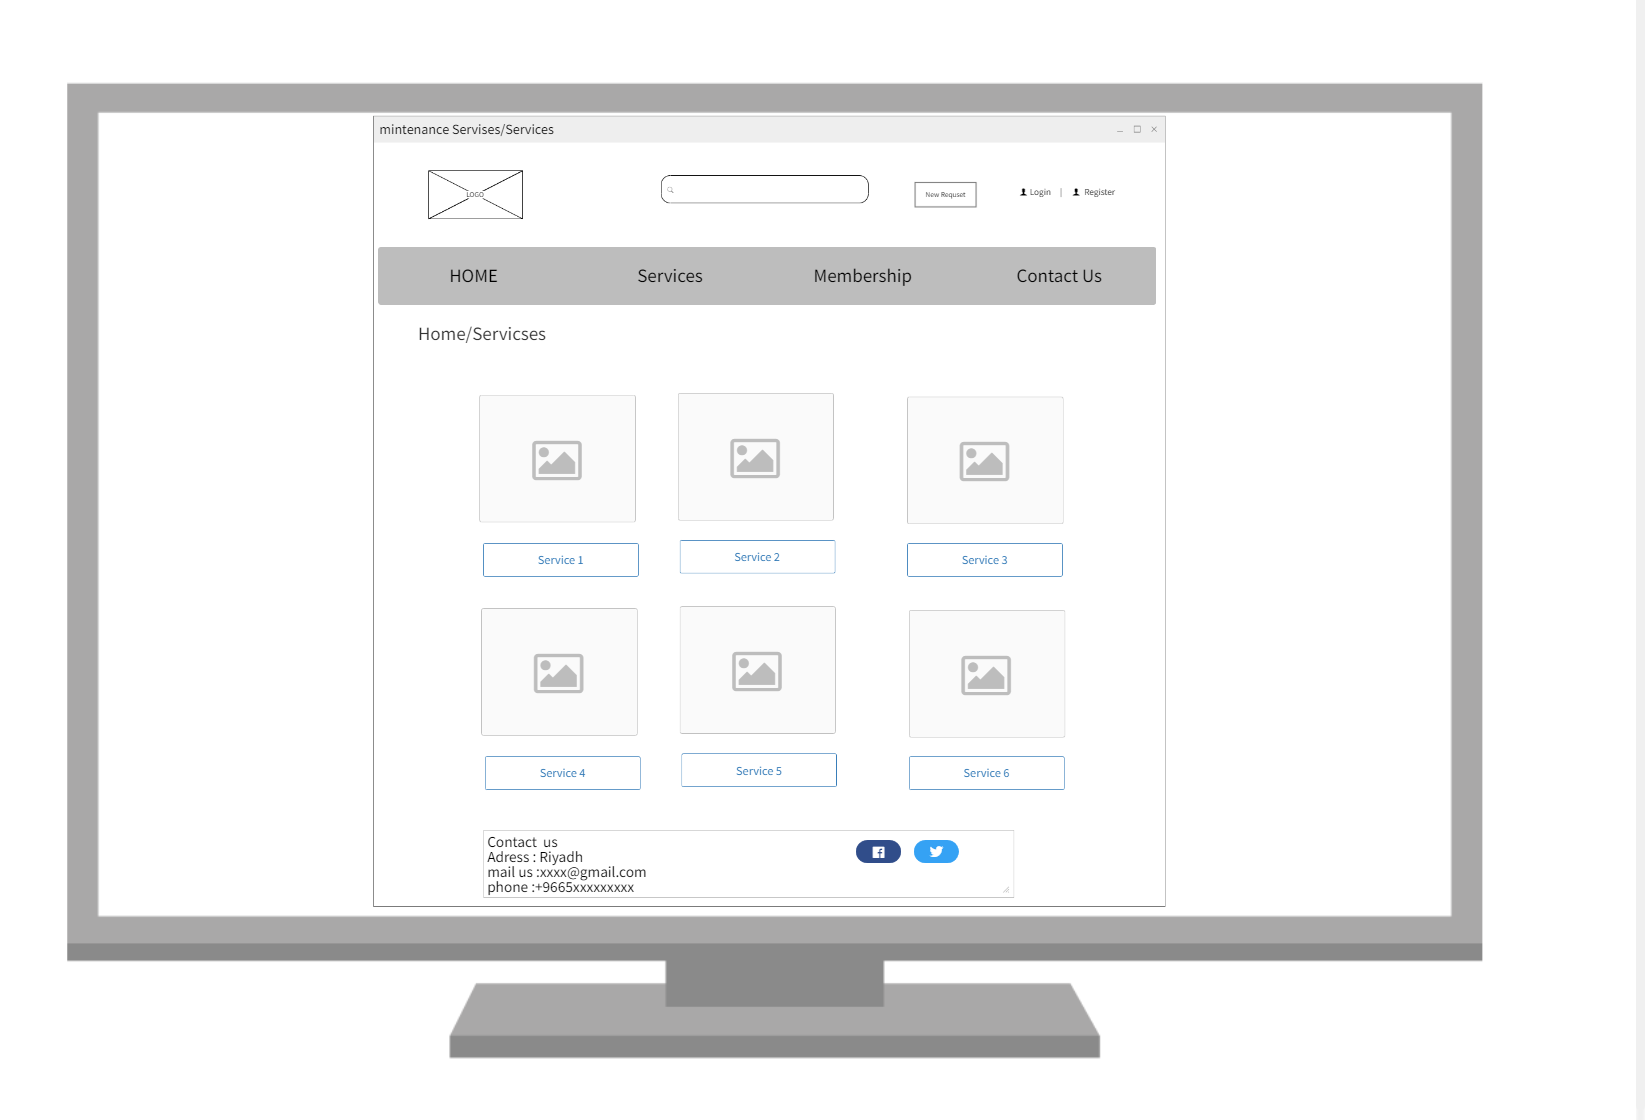 mintenance Servises/Services
LOGO
New Requset
Login | Register
HOME Services Membership Contact Us
Home/Servicses
Service 1 Service 2 Service 3
Service 4 Service 5 Service 6
Contact us
Adress : Riyadh
mail us :xxxx@gmail.com
phone :+9665xxxxxxxxx